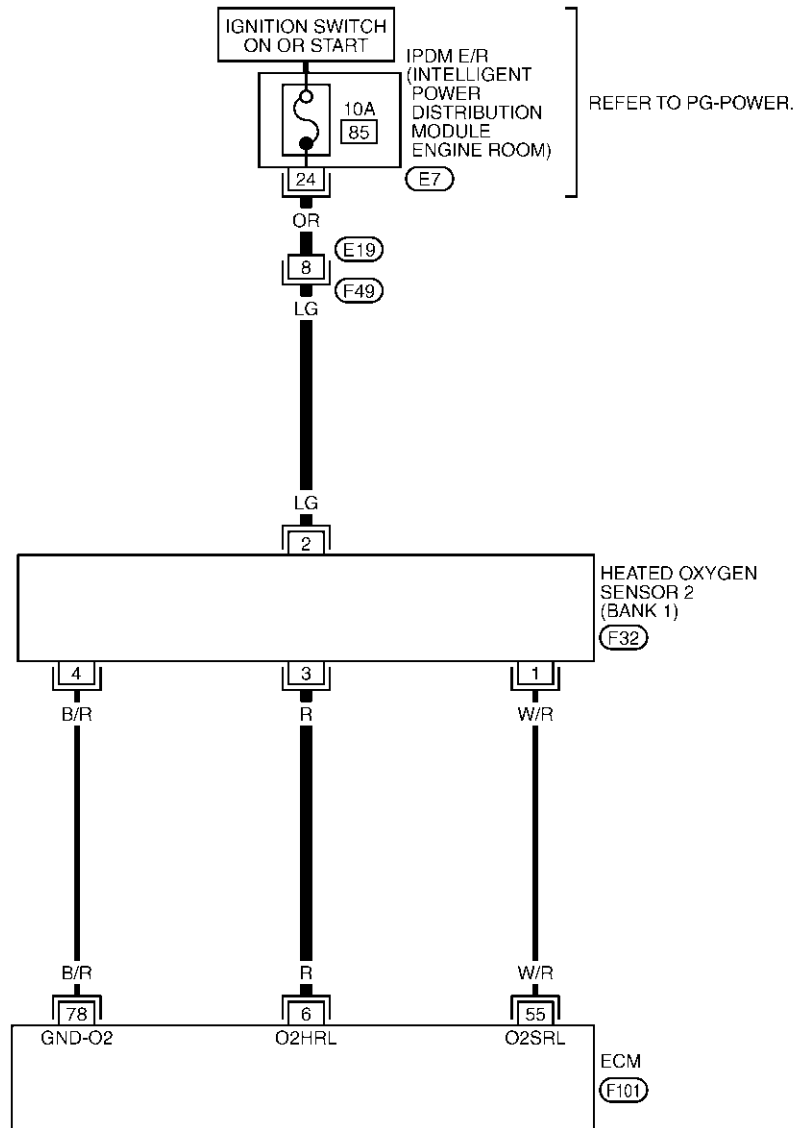 IGNITION SWITCH
ON OR START
IPDM E/R
(INTELLIGENT
POWER
DISTRIBUTION
MODULE
ENGINE ROOM)
10A
85
REFER TO PG-POWER.
24
E7
OR
E19
8
F49
LG
LG
2
HEATED OXYGEN
SENSOR 2
(BANK 1)
F32
4 3 1
B/R R W/R
B/R R W/R
78 6 55
GND-O2 O2HRL O2SRL
ECM
F101